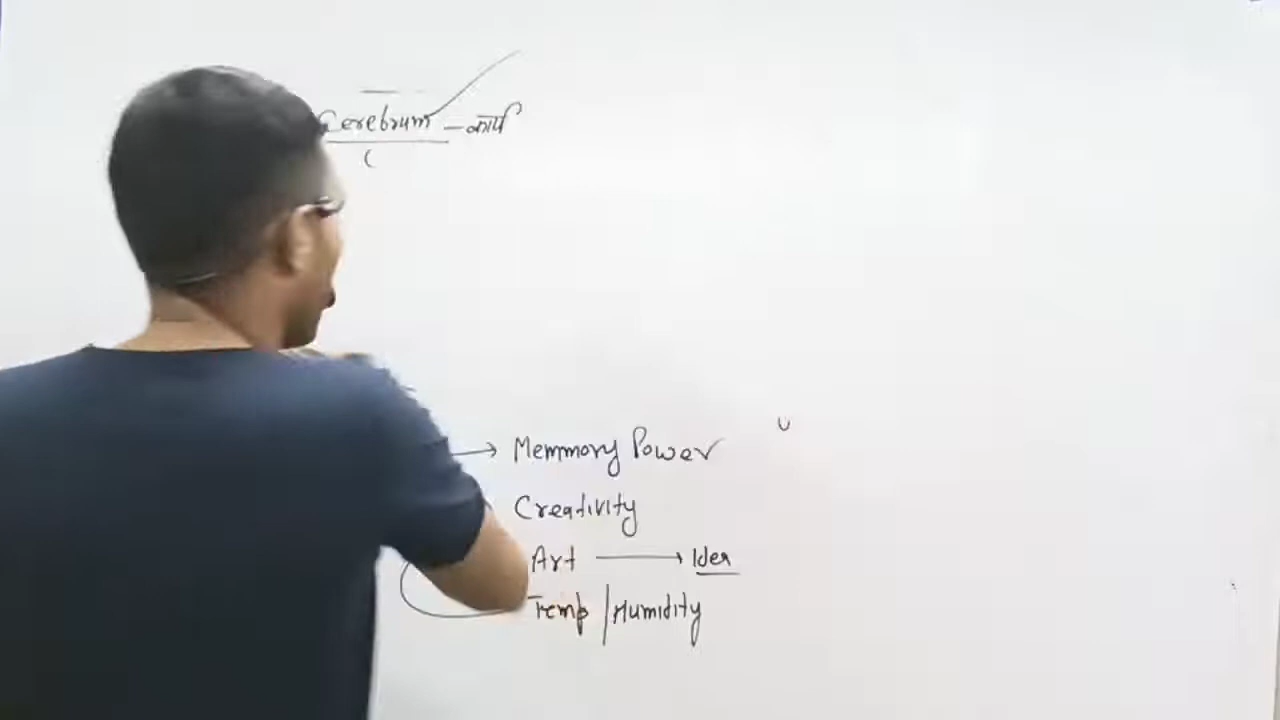 Cerebrum – कार्य
(
→ Memmory Power
Creativity
Art → Idea
Temp / Humidity